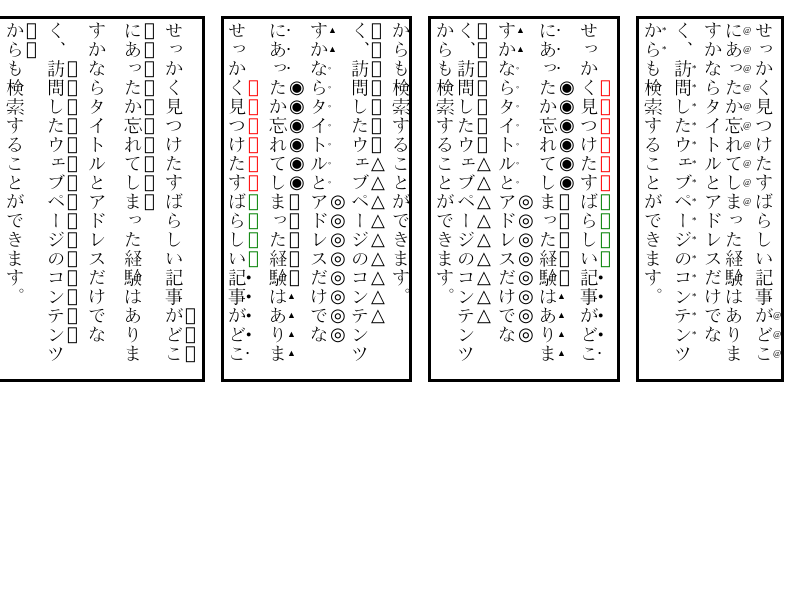 せっかく見つけたすばらしい記事がどこ
にあったか忘れてしまった経験はありま
すかならタイトルとアドレスだけでな
く、訪問したウェブページのコンテンツ
からも検索することができます。
せっかく見つけたすばらしい記事がどこ
にあったか忘れてしまった経験はありま
すかならタイトルとアドレスだけでな
く、訪問したウェブページのコンテンツ
からも検索することができます。
せっかく見つけたすばらしい記事がどこ
にあったか忘れてしまった経験はありま
すかならタイトルとアドレスだけでな
く、訪問したウェブページのコンテンツ
からも検索することができます。
せっかく見つけたすばらしい記事がどこ
にあったか忘れてしまった経験はありま
すかならタイトルとアドレスだけでな
く、訪問したウェブページのコンテンツ
からも検索することができます。